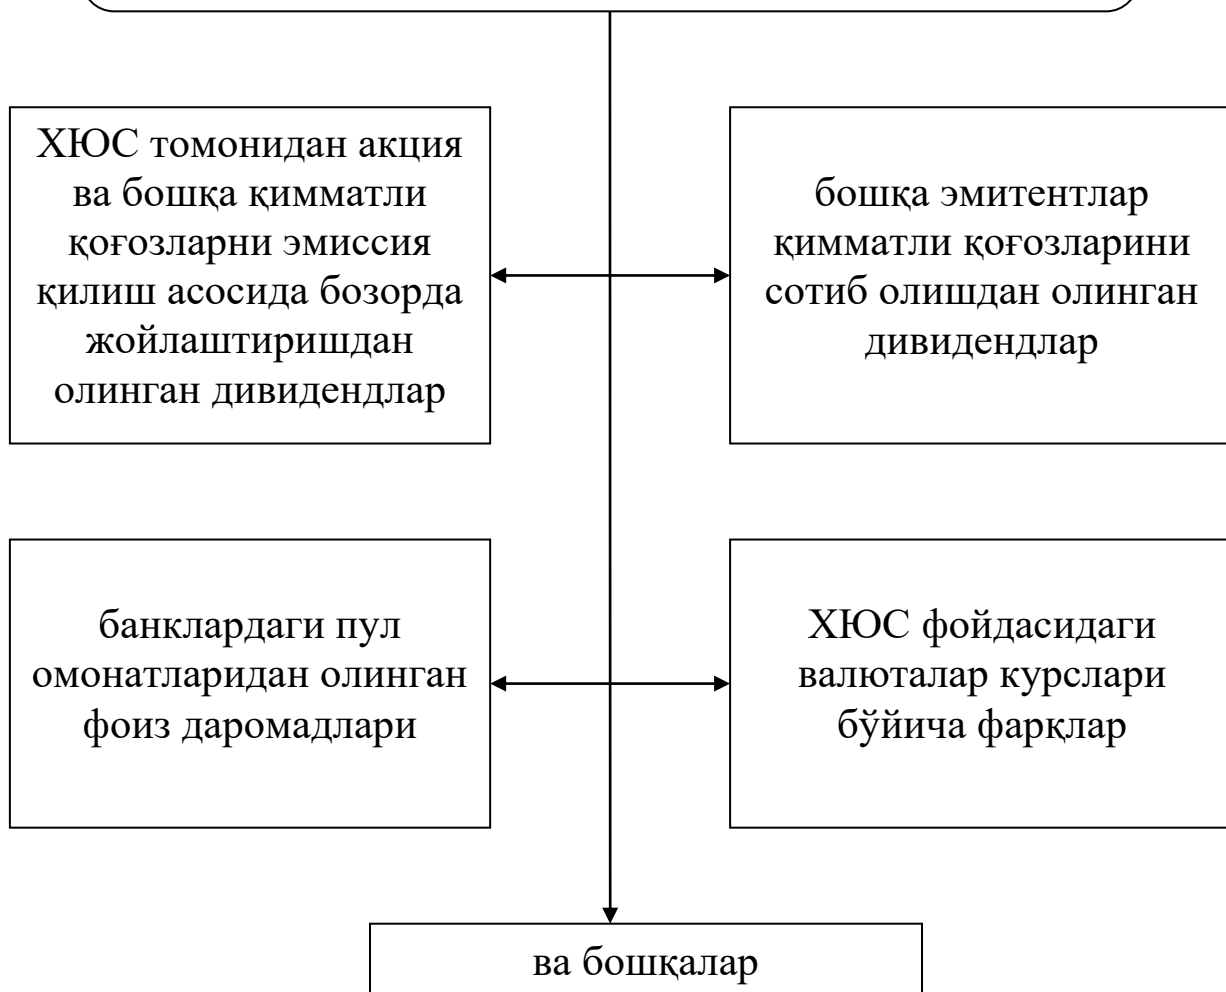 ХЮС томонидан акция
ва бошқа қимматли
қоғозларни эмиссия
қилиш асосида бозорда
жойлаштиришдан
олинган дивидендлар
бошқа эмитентлар
қимматли қоғозларини
сотиб олишдан олинган
дивидендлар
банклардаги пул
омонатларидан олинган
фоиз даромадлари
ХЮС фойдасидаги
валюталар курслари
бўйича фарқлар
ва бошқалар